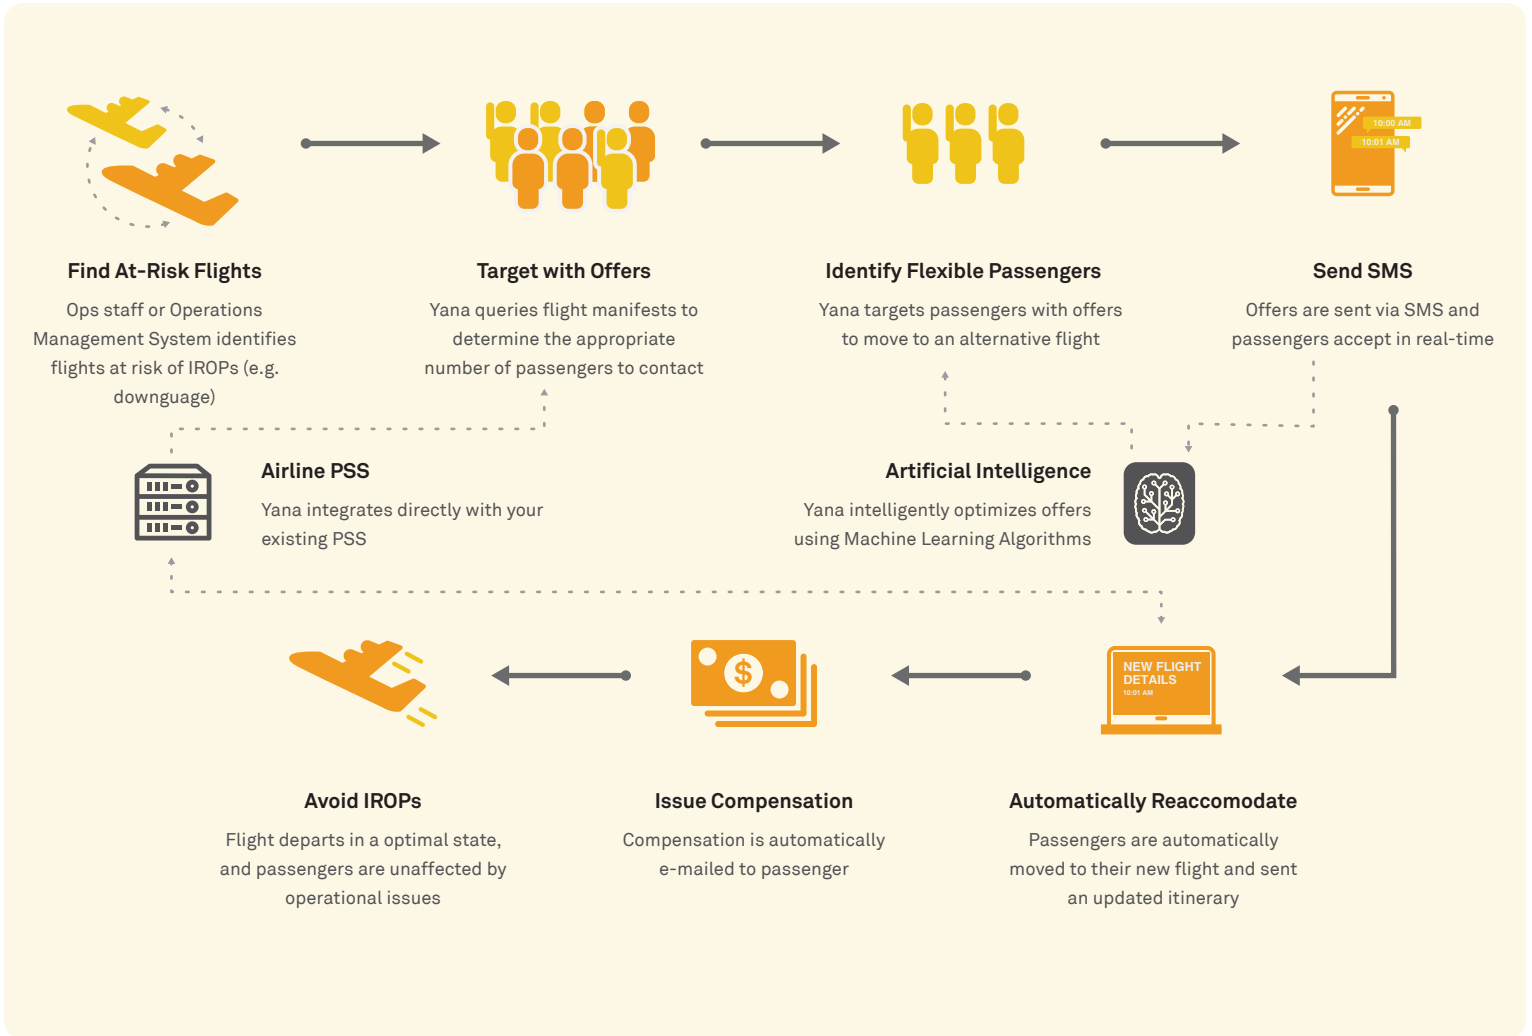 10:00 AM
10:01 AM
Find At-Risk Flights
Ops staff or Operations
Management System identifies
flights at risk of IROPs (e.g.
downguage)
Target with Offers
Yana queries flight manifests to
determine the appropriate
number of passengers to contact
Identify Flexible Passengers
Yana targets passengers with offers
to move to an alternative flight
Send SMS
Offers are sent via SMS and
passengers accept in real-time
Airline PSS
Yana integrates directly with your
existing PSS
Artificial Intelligence
Yana intelligently optimizes offers
using Machine Learning Algorithms
$
NEW FLIGHT
DETAILS
10:01 AM
Avoid IROPs
Flight departs in a optimal state,
and passengers are unaffected by
operational issues
Issue Compensation
Compensation is automatically
e-mailed to passenger
Automatically Reaccomodate
Passengers are automatically
moved to their new flight and sent
an updated itinerary